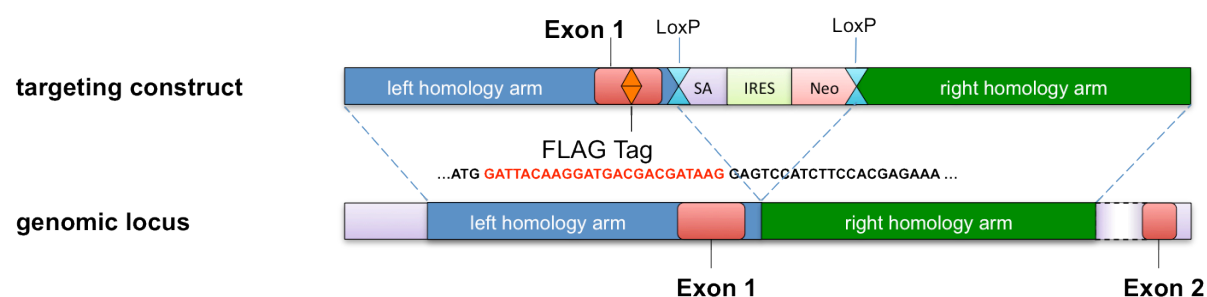 Exon 1
LoxP
LoxP
targeting construct
left homology arm
SA
IRES
Neo
right homology arm
FLAG Tag
...ATG GATTACAAGGATGACGACGATAAG GAGTCCATCTTCCACGAGAAA ...
genomic locus
left homology arm
right homology arm
Exon 1
Exon 2